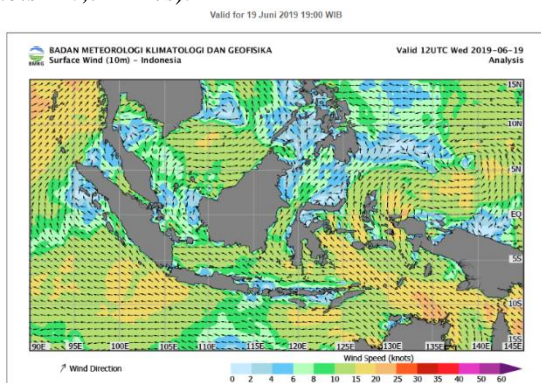 Valid for 19 Juni 2019 19:00 WIB
BADAN METEOROLOGI KLIMATOLOGI DAN GEOFISIKA
Surface Wind (10m) - Indonesia
BMKG
Valid 12UTC Wed 2019-06-19
Analysis
15N
10N
5N
EQ
5S
10S
15S
90E 95E 100E 105E 110E 115E 120E 125E 130E 135E 140E 145E
Wind Direction
Wind Speed (knots)
0 2 4 6 8 10 15 20 25 30 35 40 50 60